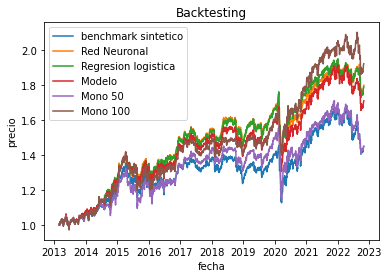 Backtesting
benchmark sintetico
Red Neuronal
Regresion logistica
Modelo
Mono 50
Mono 100
precio
2.0
1.8
1.6
1.4
1.2
1.0
2013 2014 2015 2016 2017 2018 2019 2020 2021 2022 2023
fecha